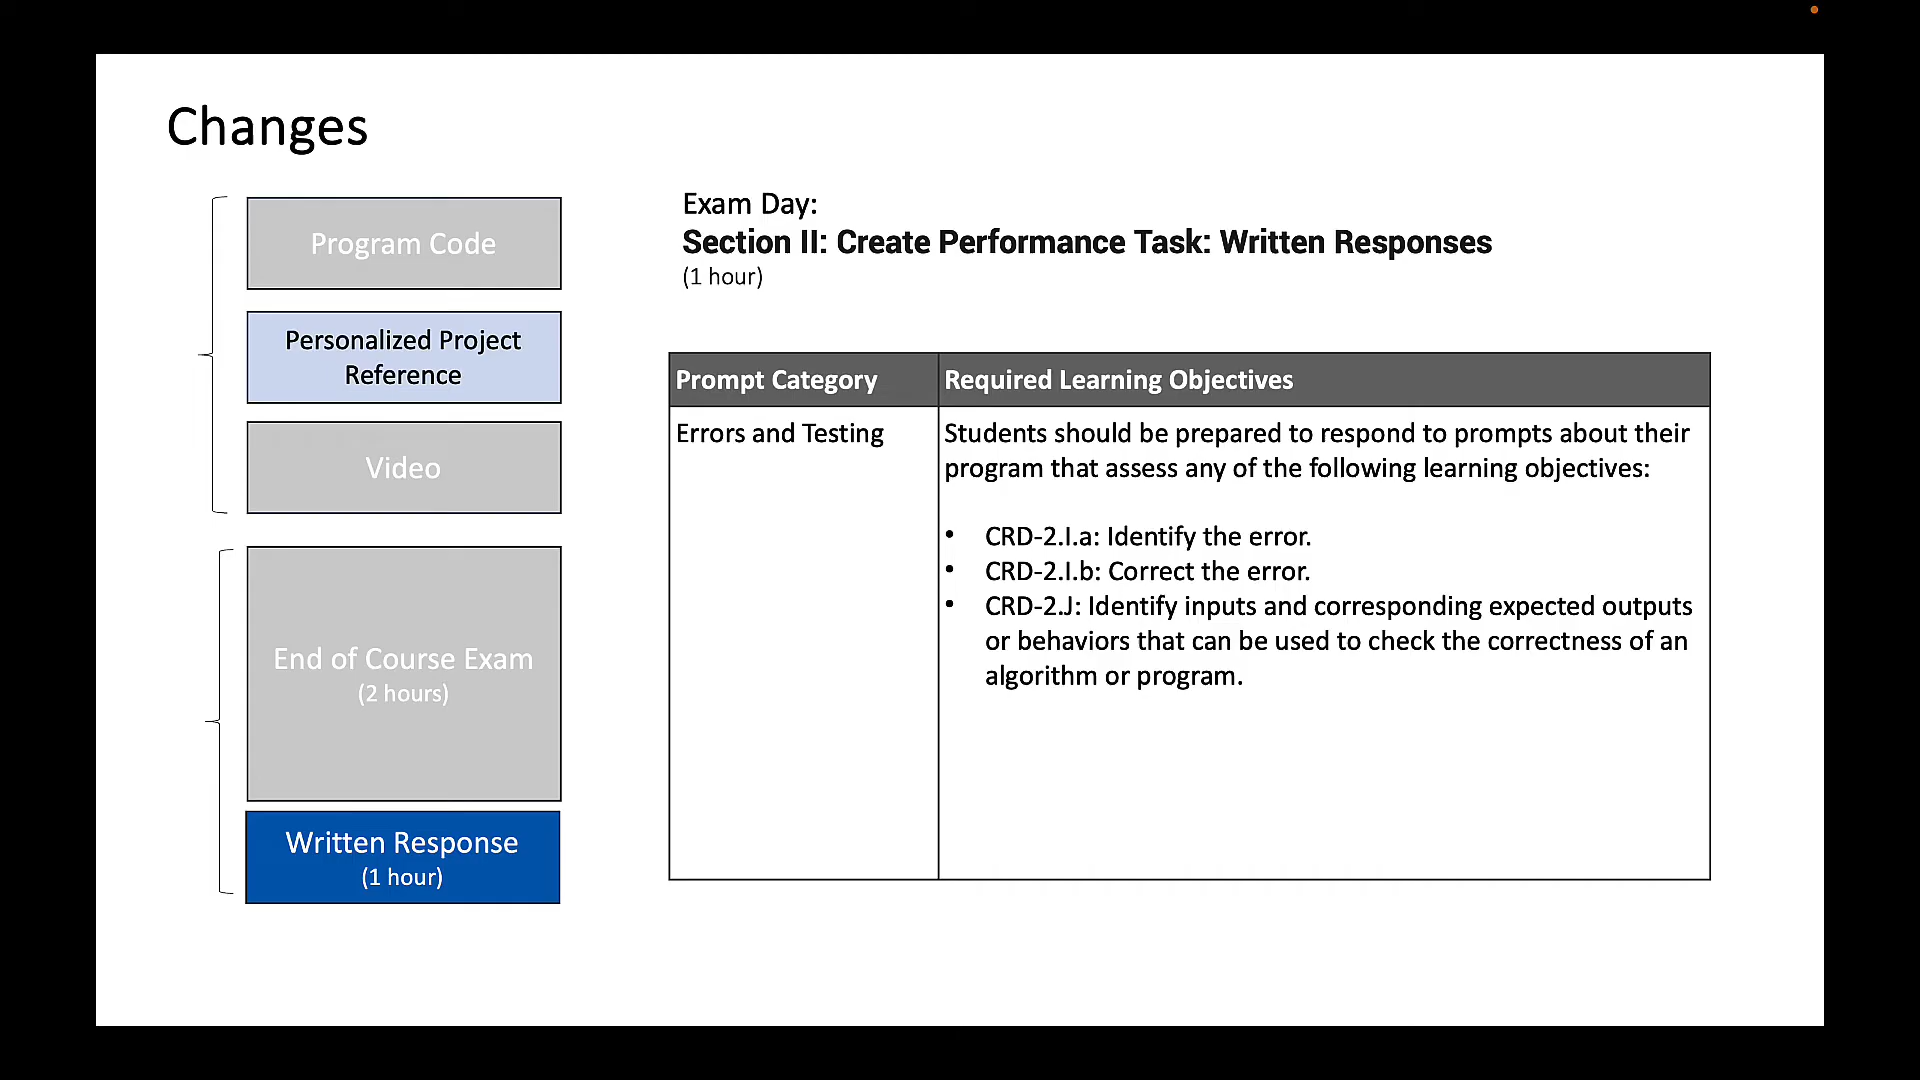 Changes
Program Code
Personalized Project
Reference
Video
End of Course Exam
(2 hours)
Written Response
(1 hour)
Exam Day:
Section II: Create Performance Task: Written Responses
(1 hour)
Prompt Category
Required Learning Objectives
Errors and Testing
Students should be prepared to respond to prompts about their
program that assess any of the following learning objectives:
• CRD-2.I.a: Identify the error.
• CRD-2.I.b: Correct the error.
• CRD-2.J: Identify inputs and corresponding expected outputs
or behaviors that can be used to check the correctness of an
algorithm or program.